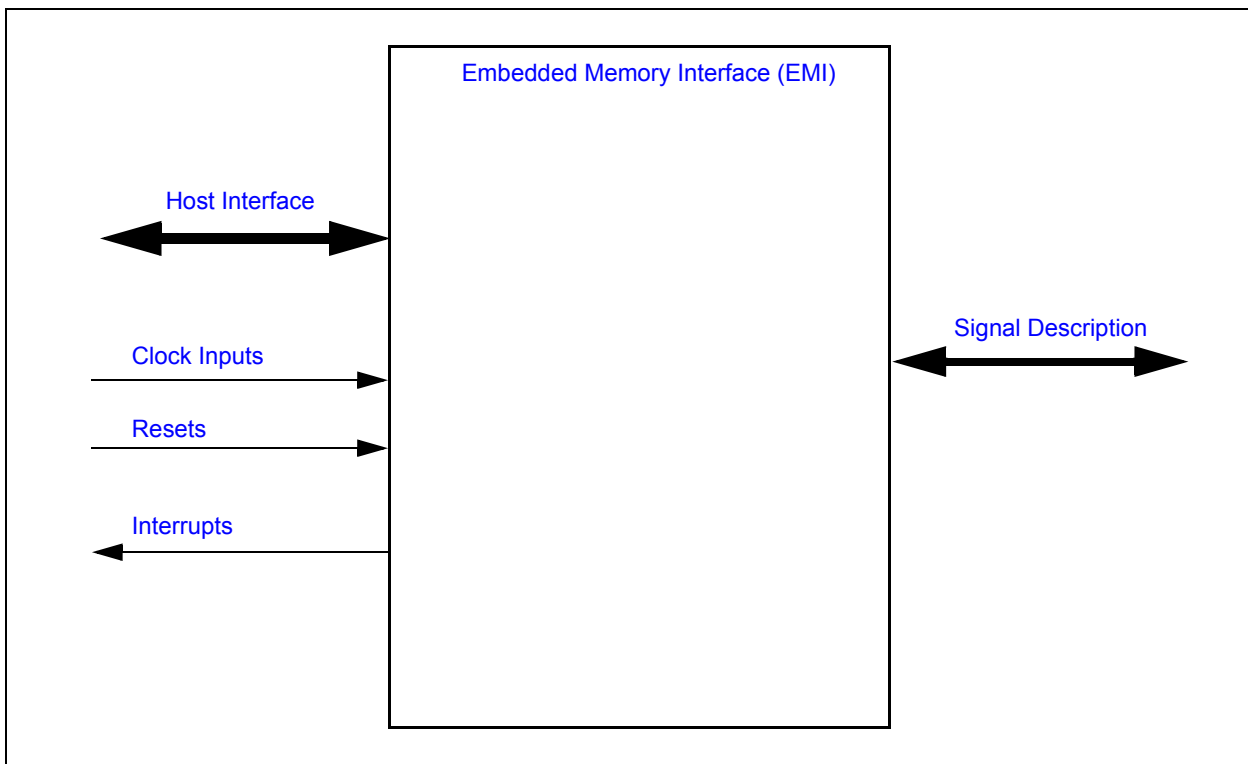 Embedded Memory Interface (EMI)
Host Interface
Signal Description
Clock Inputs
Resets
Interrupts